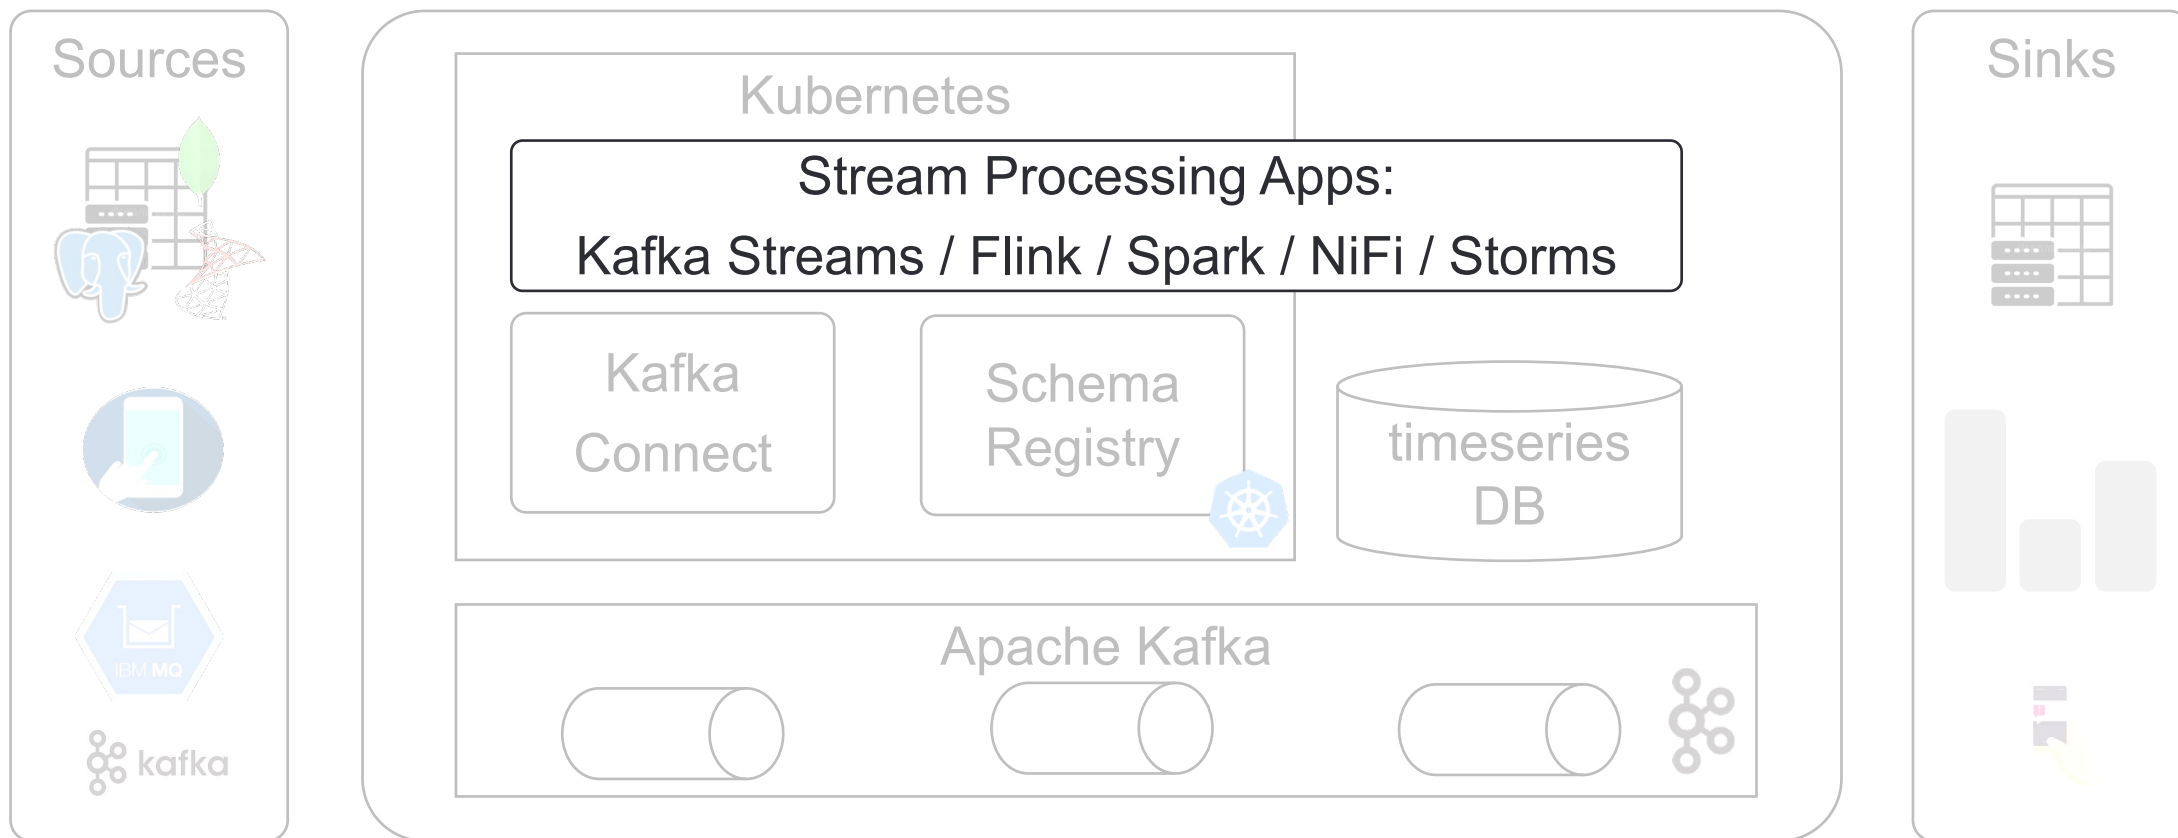 Sources
IBM MQ
kafka
Kubernetes
Stream Processing Apps:
Kafka Streams / Flink / Spark / NiFi / Storms
Kafka
Connect
Schema
Registry
timeseries
DB
Apache Kafka
Sinks